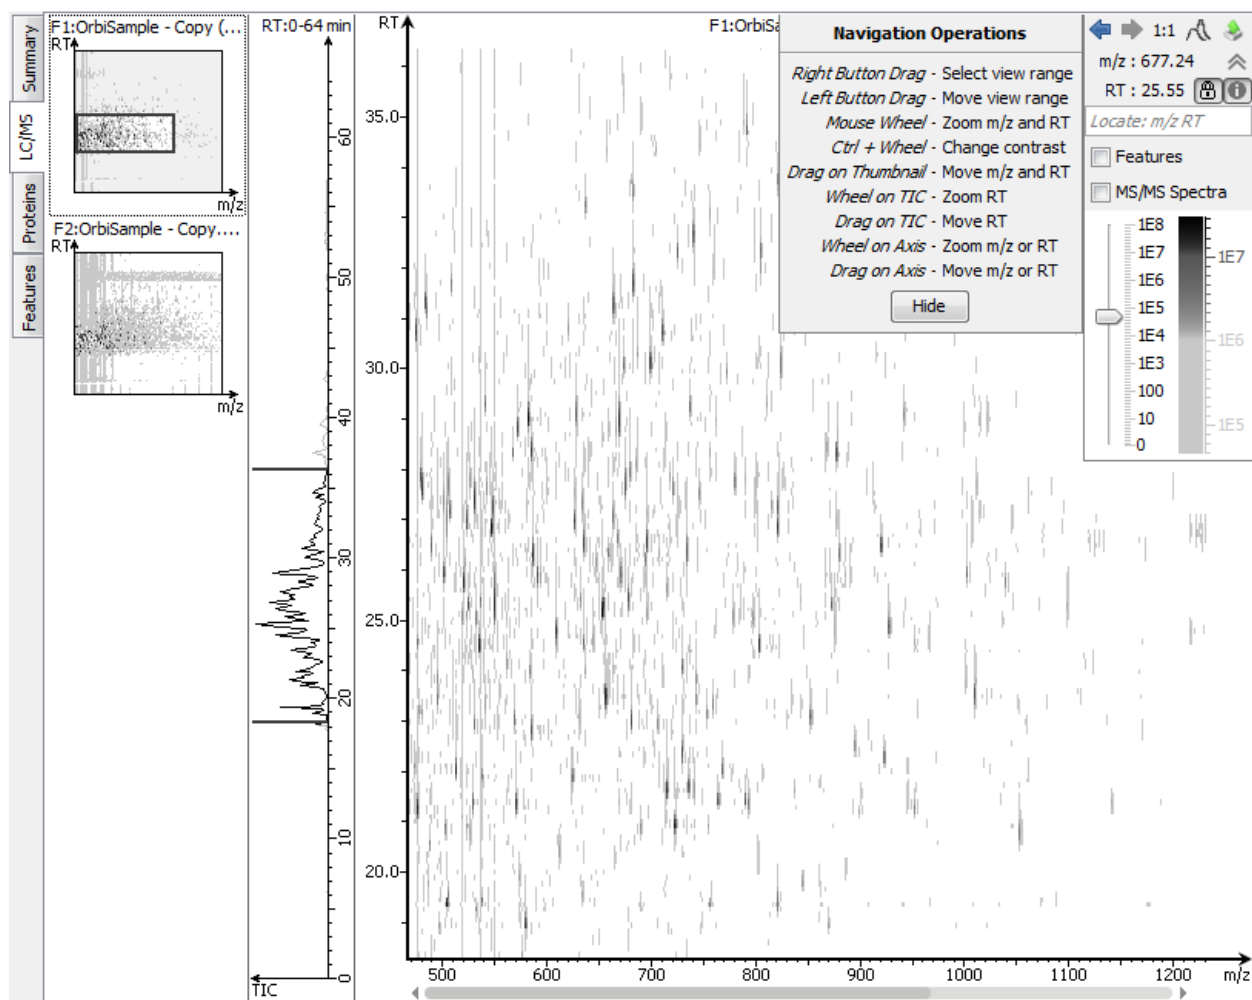 Summary
LC/MS
Proteins
Features
F1:OrbiSample - Copy (...
RT
m/z
F2:OrbiSample - Copy....
RT
m/z
RT:0-64 min
60
50
40
30
20
10
0
TIC
RT
F1:OrbiSa
35.0
30.0
25.0
20.0
500 600 700 800 900 1000 1100 1200 m/z
Navigation Operations
Right Button Drag - Select view range
Left Button Drag - Move view range
Mouse Wheel - Zoom m/z and RT
Ctrl + Wheel - Change contrast
Drag on Thumbnail - Move m/z and RT
Wheel on TIC - Zoom RT
Drag on TIC - Move RT
Wheel on Axis - Zoom m/z or RT
Drag on Axis - Move m/z or RT
Hide
1:1
m/z : 677.24
RT : 25.55
Locate: m/z RT
Features
MS/MS Spectra
1E8
1E7
1E6
1E5
1E4
1E3
100
10
0
1E7
1E6
1E5